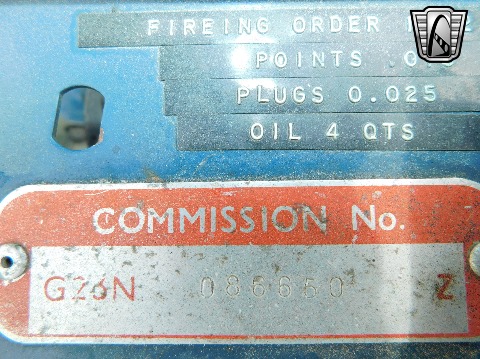 FIREING ORDER
POINTS
PLUGS 0.025
OIL 4 QTS
COMMISSION No.
G26N 086660 Z